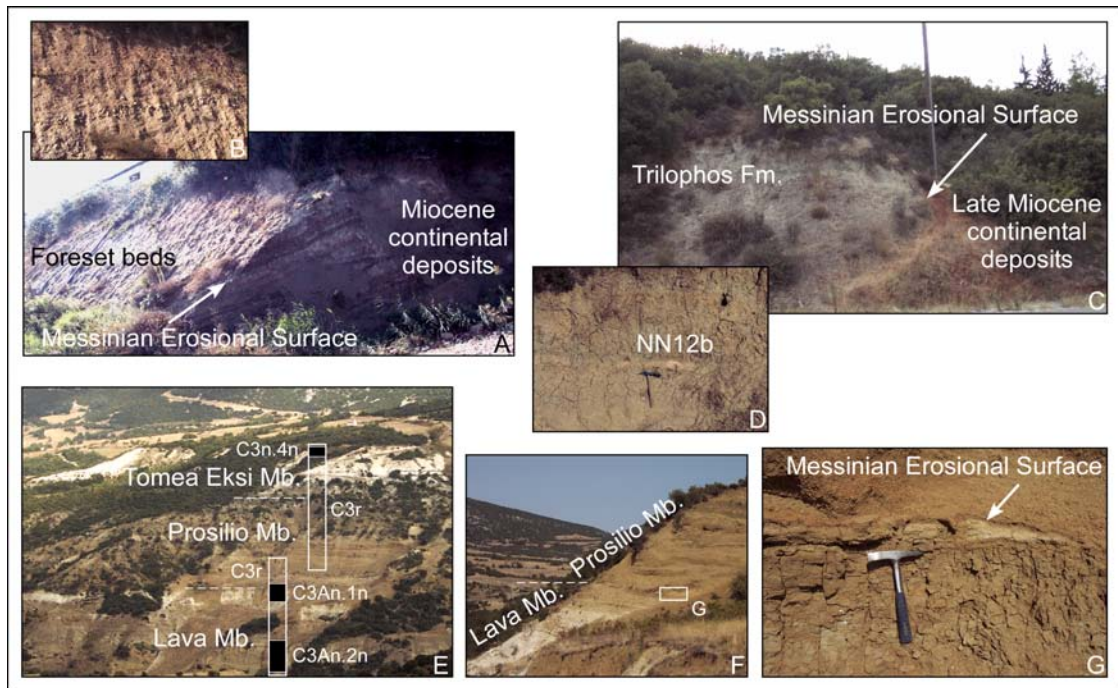 B
Foreset beds
Miocene
continental
deposits
Messinian Erosional Surface
A
Messinian Erosional Surface
Trilophos Fm.
Late Miocene
continental
deposits
C
NN12b
D
C3n.4n
Tomea Eksi Mb.
C3r
Prosilio Mb.
C3r
C3An.1n
Lava Mb.
C3An.2n
E
Prosilio Mb.
Lava Mb.
G
F
Messinian Erosional Surface
G